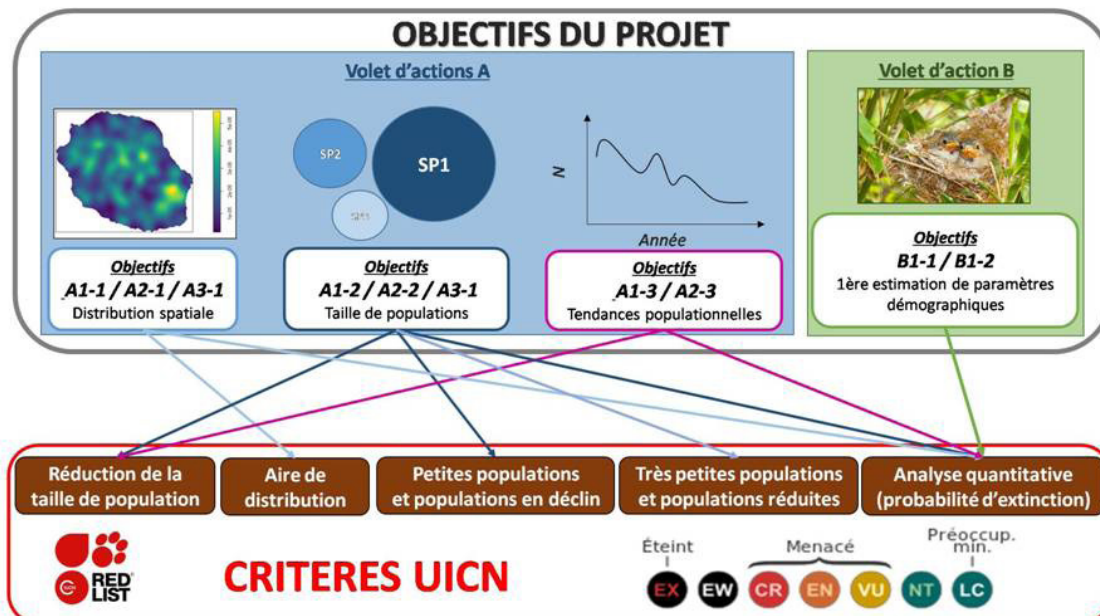 OBJECTIFS DU PROJET
Volet d'actions A
SP2
SP1
N
Année
Objectifs
A1-1 / A2-1 / A3-1
Distribution spatiale
Objectifs
A1-2 / A2-2 / A3-1
Taille de populations
Objectifs
A1-3 / A2-3
Tendances populationnelles
Volet d'action B
Objectifs
B1-1 / B1-2
1ère estimation de paramètres
démographiques
Réduction de la
taille de population
Aire de
distribution
Petites populations
et populations en déclin
Très petites populations
et populations réduites
Analyse quantitative
(probabilité d'extinction)
RED
LIST
CRITERES UICN
Éteint
Menacé
Préoccup.
min.
EX
EW
CR
EN
VU
NT
LC